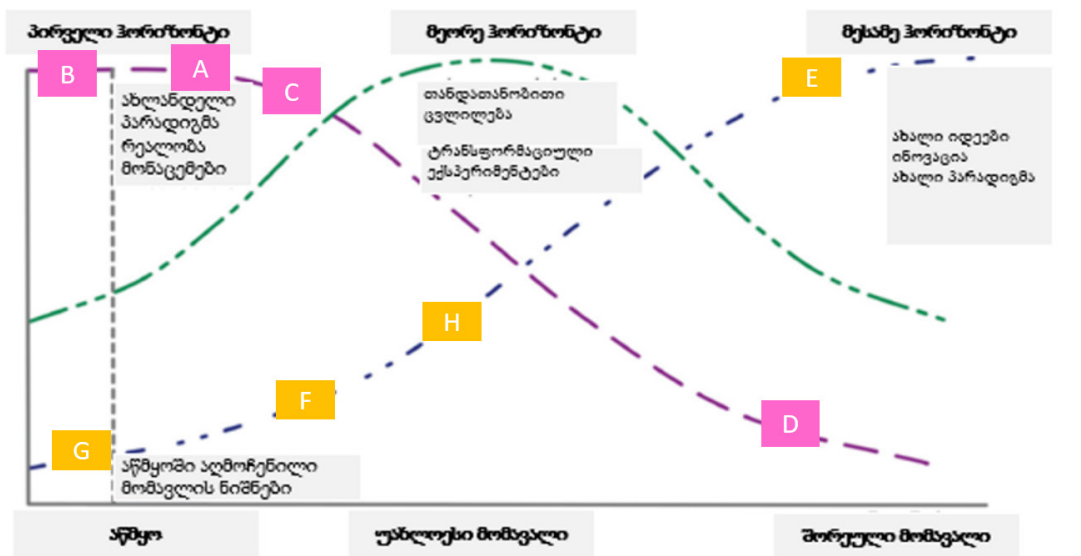 პირველი ჰორიზონტი
მეორე ჰორიზონტი
მესამე ჰორიზონტი
B
A
C
E
ახლანდელი
პარადიგმა
რეალობა
მონაცემები
თანდათანობითი
ცვლილება
ტრანსფორმაციული
ექსპერიმენტები
ახალი იდეები
ინოვაცია
ახალი პარადიგმა
H
F
D
G
აწმყოში აღმოჩენილი
მომავლის ნიშნები
აწმყო
უახლოესი მომავალი
შორეული მომავალი